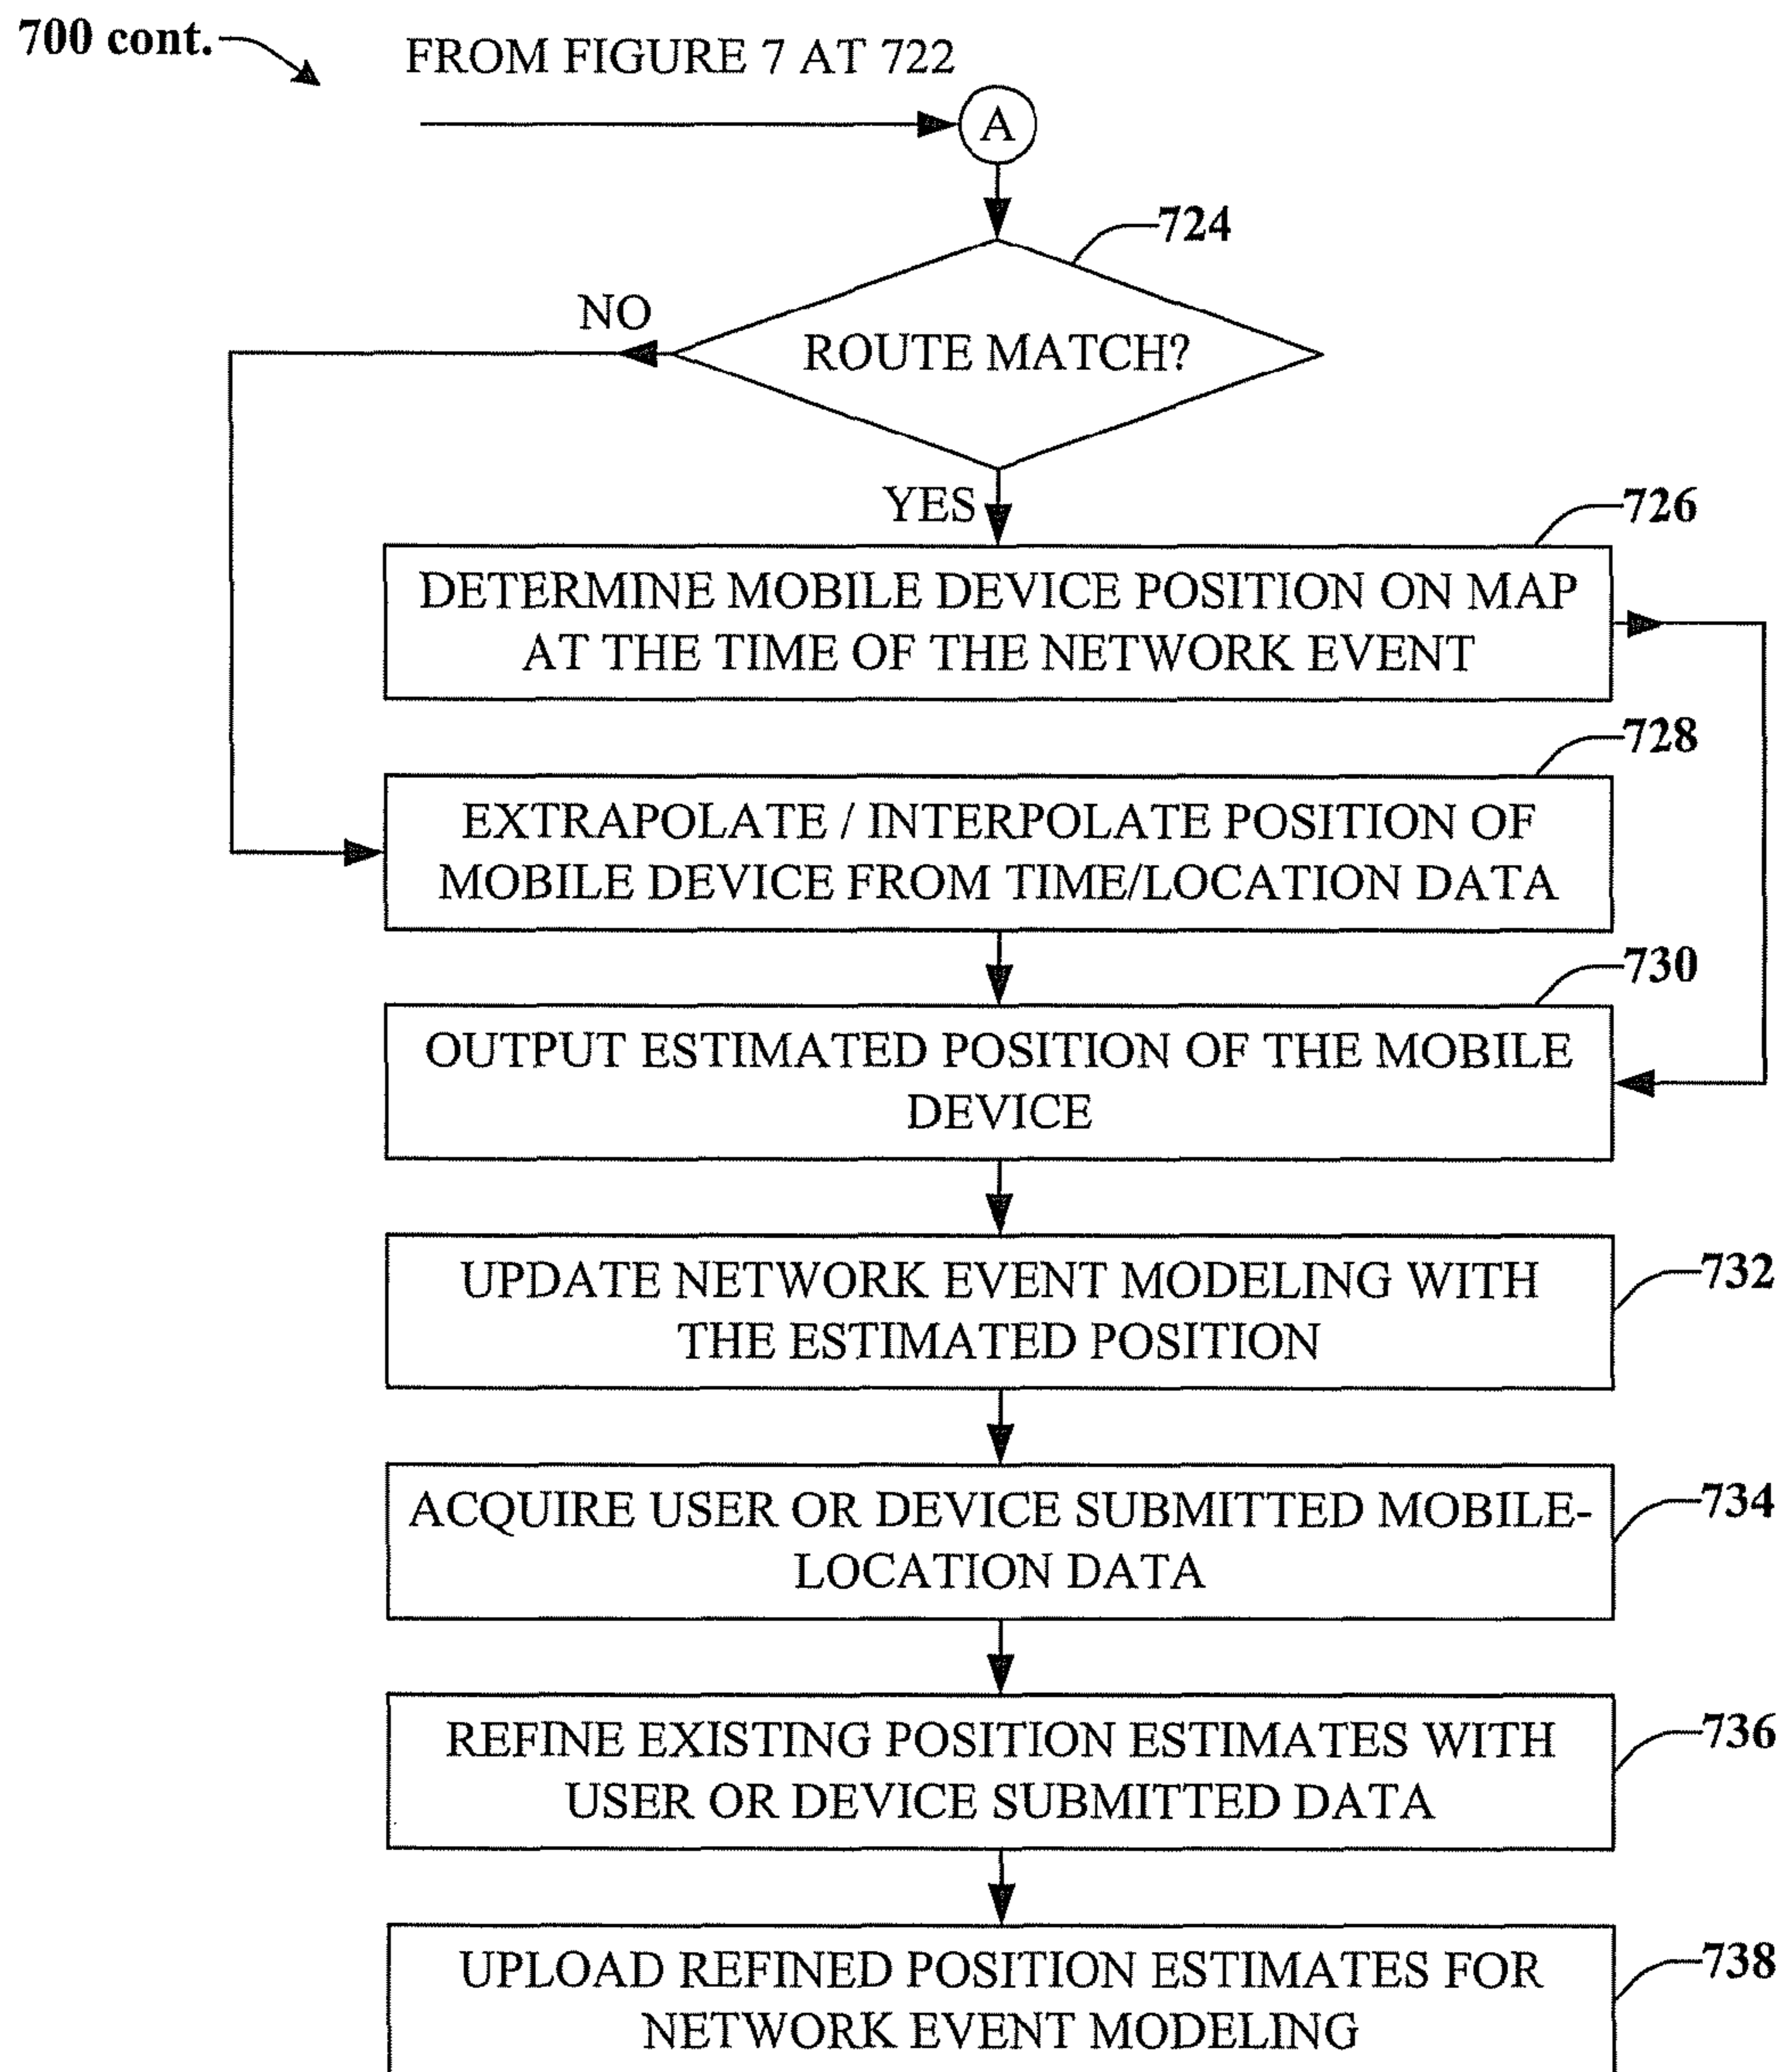 700 cont.
FROM FIGURE 7 AT 722
A
724
NO
ROUTE MATCH?
YES
726
DETERMINE MOBILE DEVICE POSITION ON MAP
AT THE TIME OF THE NETWORK EVENT
728
EXTRAPOLATE / INTERPOLATE POSITION OF
MOBILE DEVICE FROM TIME/LOCATION DATA
730
OUTPUT ESTIMATED POSITION OF THE MOBILE
DEVICE
732
UPDATE NETWORK EVENT MODELING WITH
THE ESTIMATED POSITION
734
ACQUIRE USER OR DEVICE SUBMITTED MOBILE-
LOCATION DATA
736
REFINE EXISTING POSITION ESTIMATES WITH
USER OR DEVICE SUBMITTED DATA
738
UPLOAD REFINED POSITION ESTIMATES FOR
NETWORK EVENT MODELING